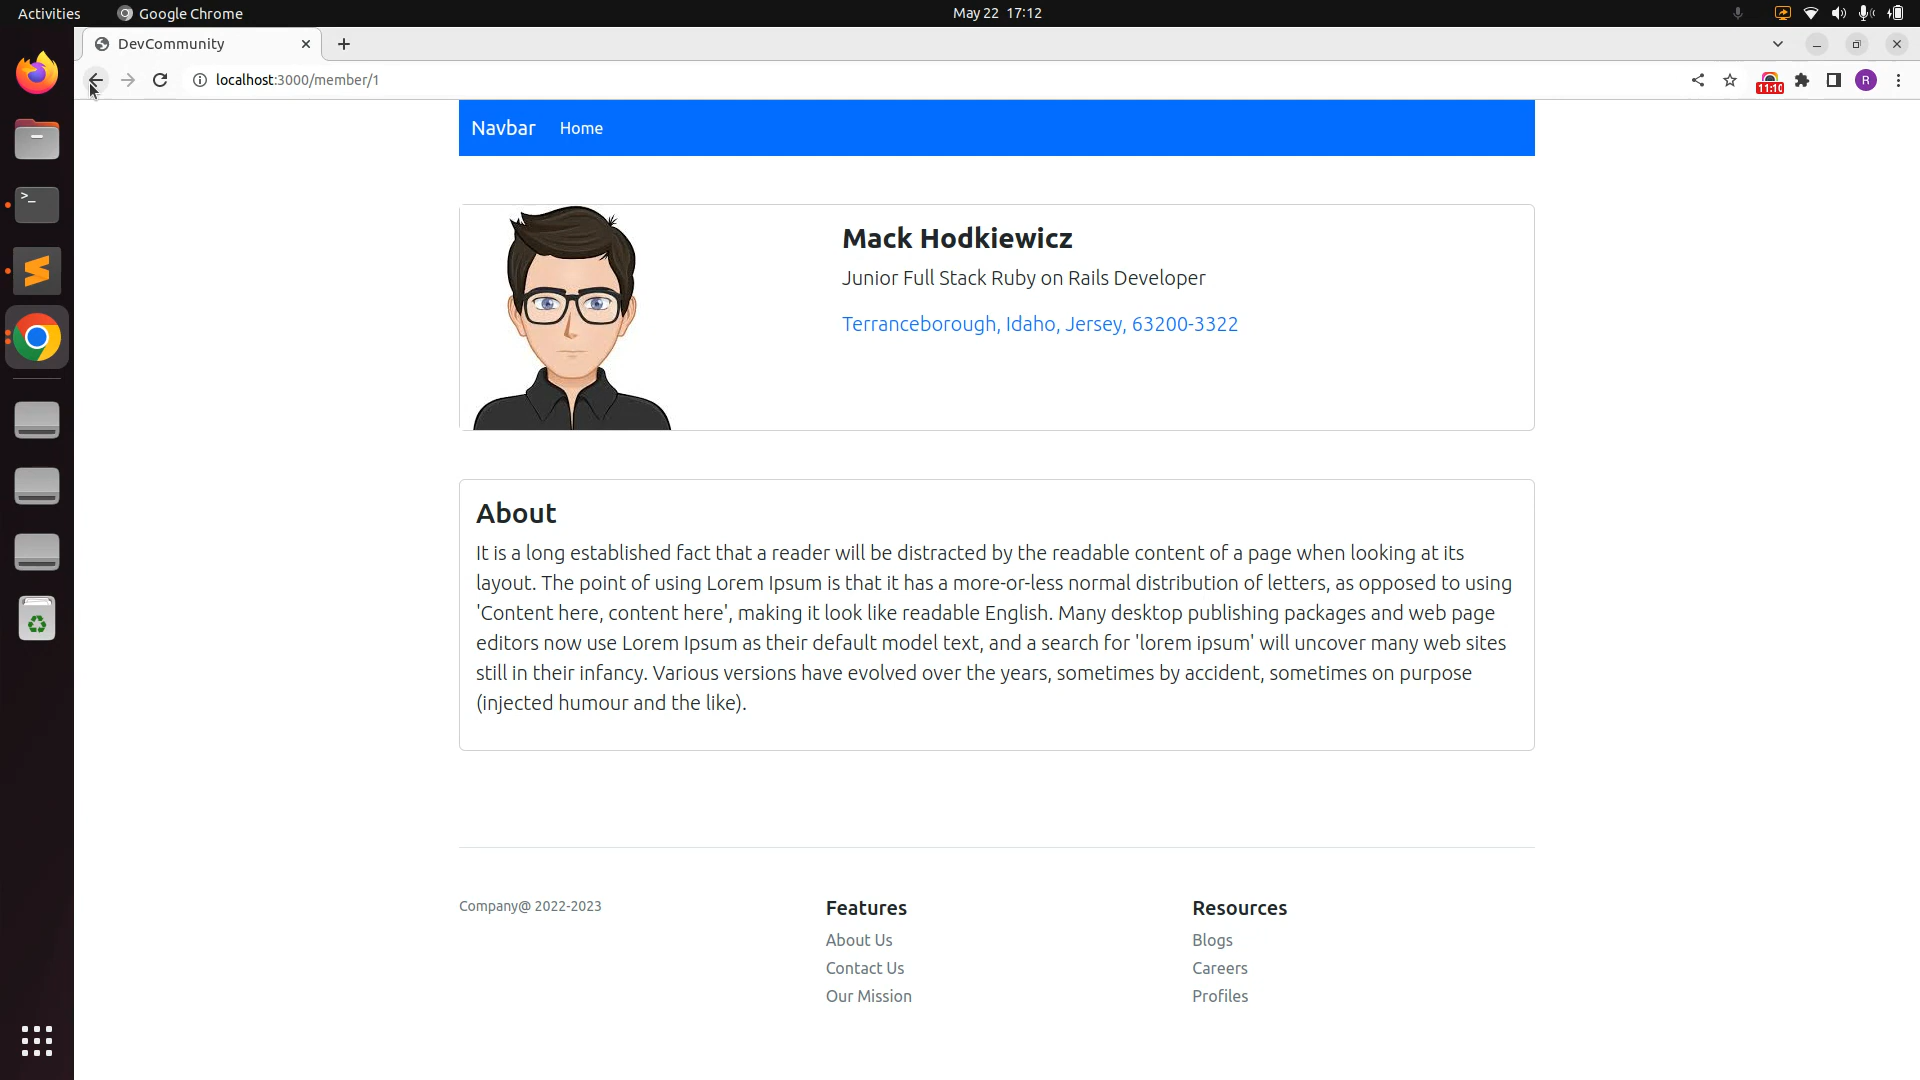 Activities Google Chrome May 22 17:12
DevCommunity
localhost:3000/member/1
11:10
R
Navbar Home
Mack Hodkiewicz
Junior Full Stack Ruby on Rails Developer
Terranceborough, Idaho, Jersey, 63200-3322
About
It is a long established fact that a reader will be distracted by the readable content of a page when looking at its
layout. The point of using Lorem Ipsum is that it has a more-or-less normal distribution of letters, as opposed to using
'Content here, content here', making it look like readable English. Many desktop publishing packages and web page
editors now use Lorem Ipsum as their default model text, and a search for 'lorem ipsum' will uncover many web sites
still in their infancy. Various versions have evolved over the years, sometimes by accident, sometimes on purpose
(injected humour and the like).
Company@ 2022-2023
Features
About Us
Contact Us
Our Mission
Resources
Blogs
Careers
Profiles